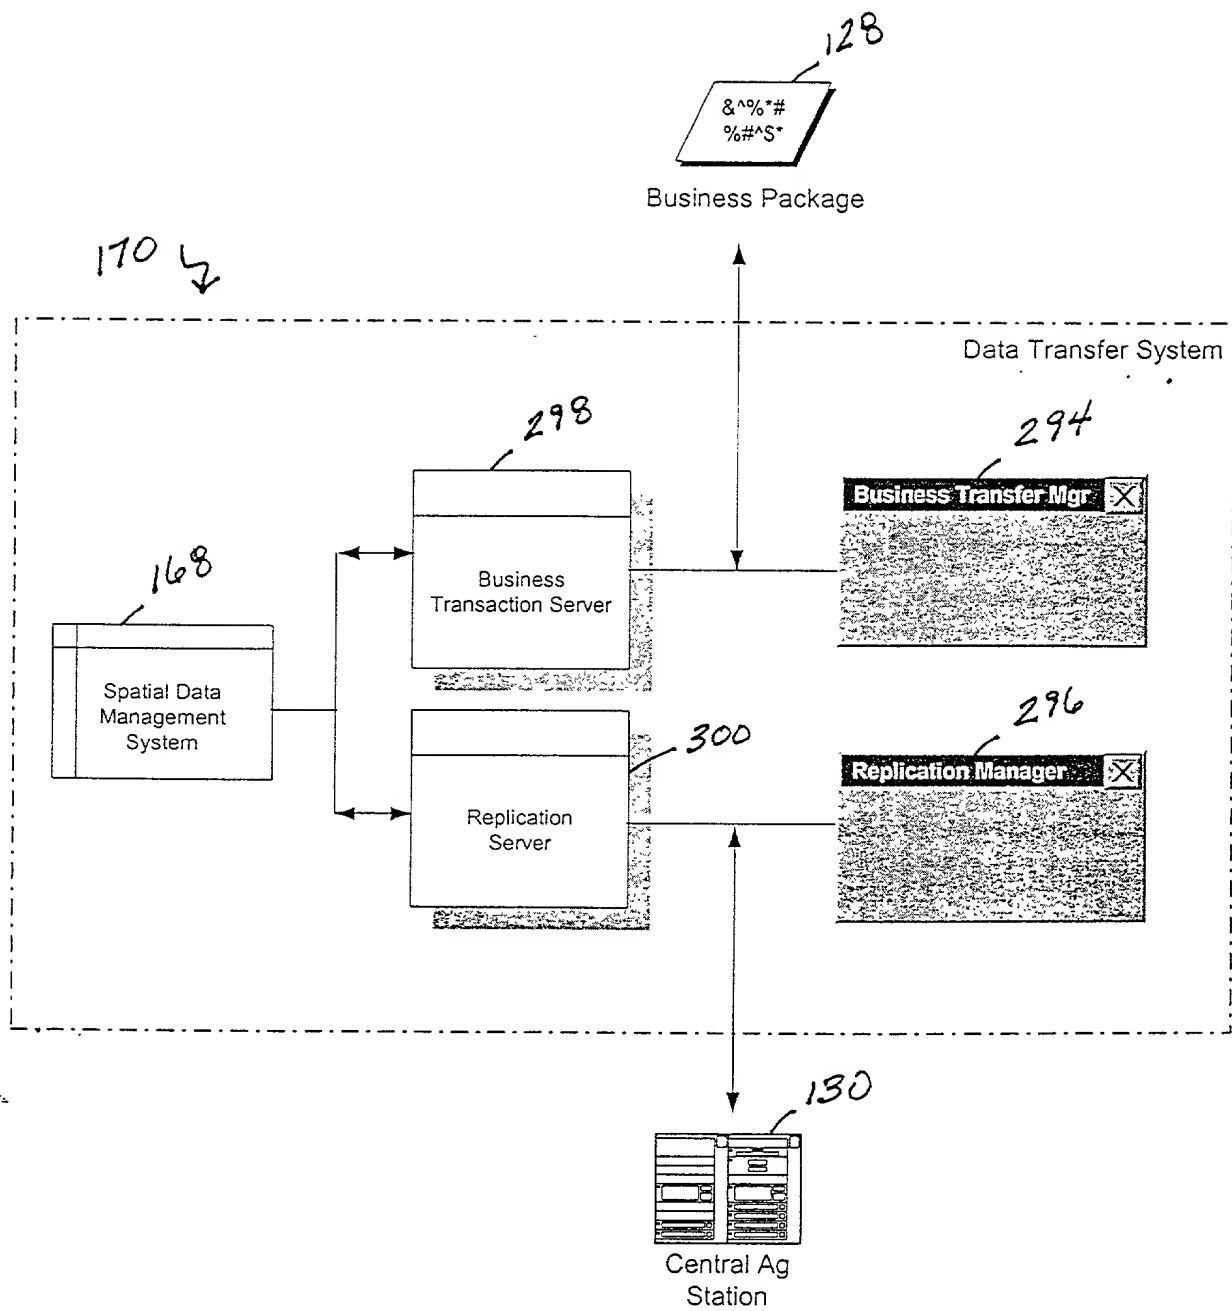 128
&^%*#
%#^$*
Business Package
170
Data Transfer System
298
294
Business Transfer Mgr
168
Business
Transaction Server
Spatial Data
Management
System
300
296
Replication Manager
Replication
Server
130
Central Ag
Station